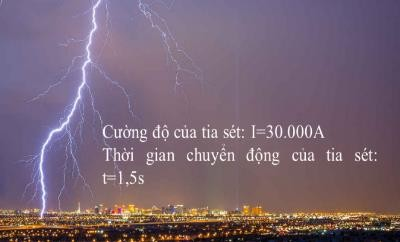 Cường độ của tia sét: I=30.000A
Thời gian chuyển động của tia sét:
t=1,5s